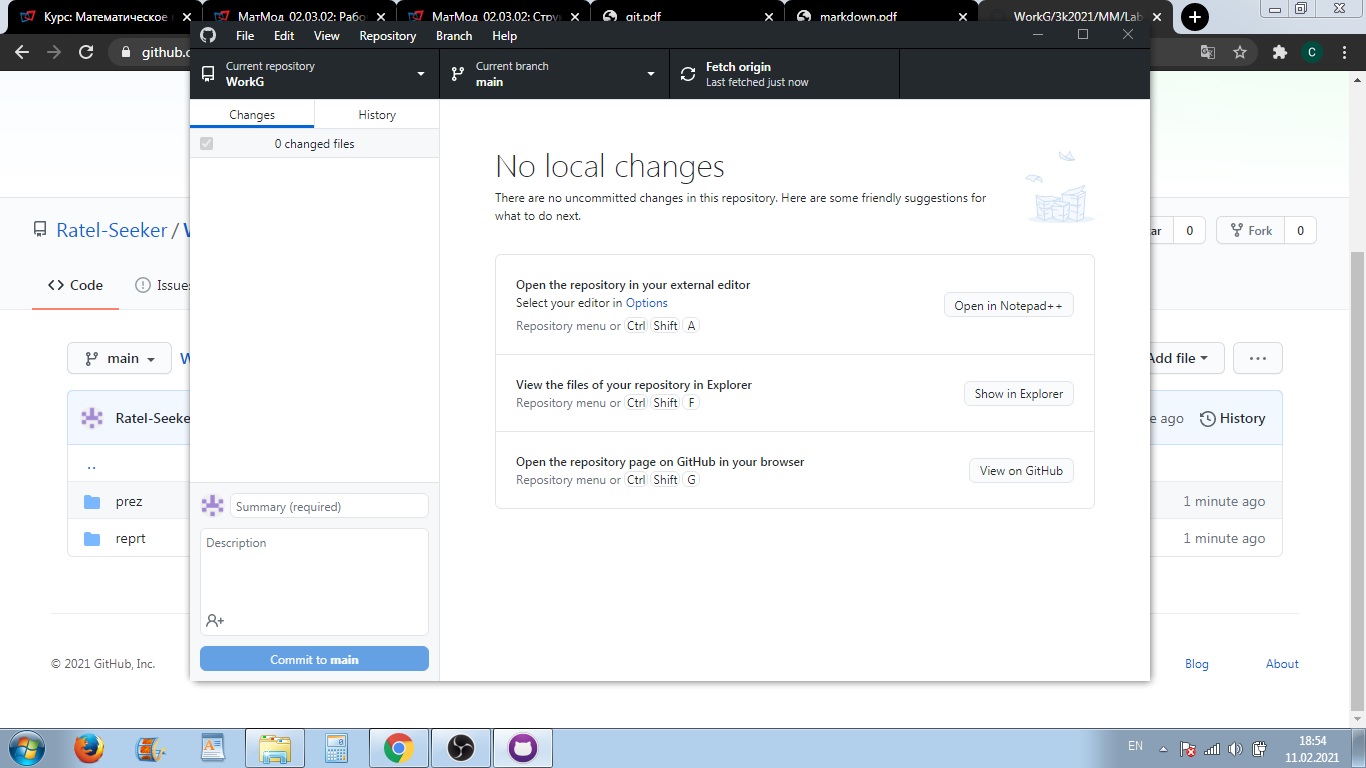 Курс: Математическое
МатМод_02.03.02: Рабо
МатМод_02.03.02: Стру
git.pdf
markdown.pdf
WorkG/3k2021/MM/Lab
github.c
C
File Edit View Repository Branch Help
Current repository
WorkG
Current branch
main
Fetch origin
Last fetched just now
Changes
History
0 changed files
No local changes
There are no uncommitted changes in this repository. Here are some friendly suggestions for
what to do next.
Open the repository in your external editor
Select your editor in Options
Repository menu or Ctrl Shift A
Open in Notepad++
View the files of your repository in Explorer
Repository menu or Ctrl Shift F
Show in Explorer
Open the repository page on GitHub in your browser
Repository menu or Ctrl Shift G
View on GitHub
Summary (required)
Description
Commit to main
Ratel-Seeker / W
ar 0
Fork 0
Code
Issues
main
W
Add file
Ratel-Seeke
e ago
History
..
prez
1 minute ago
reprt
1 minute ago
© 2021 GitHub, Inc.
Blog
About
EN
18:54
11.02.2021